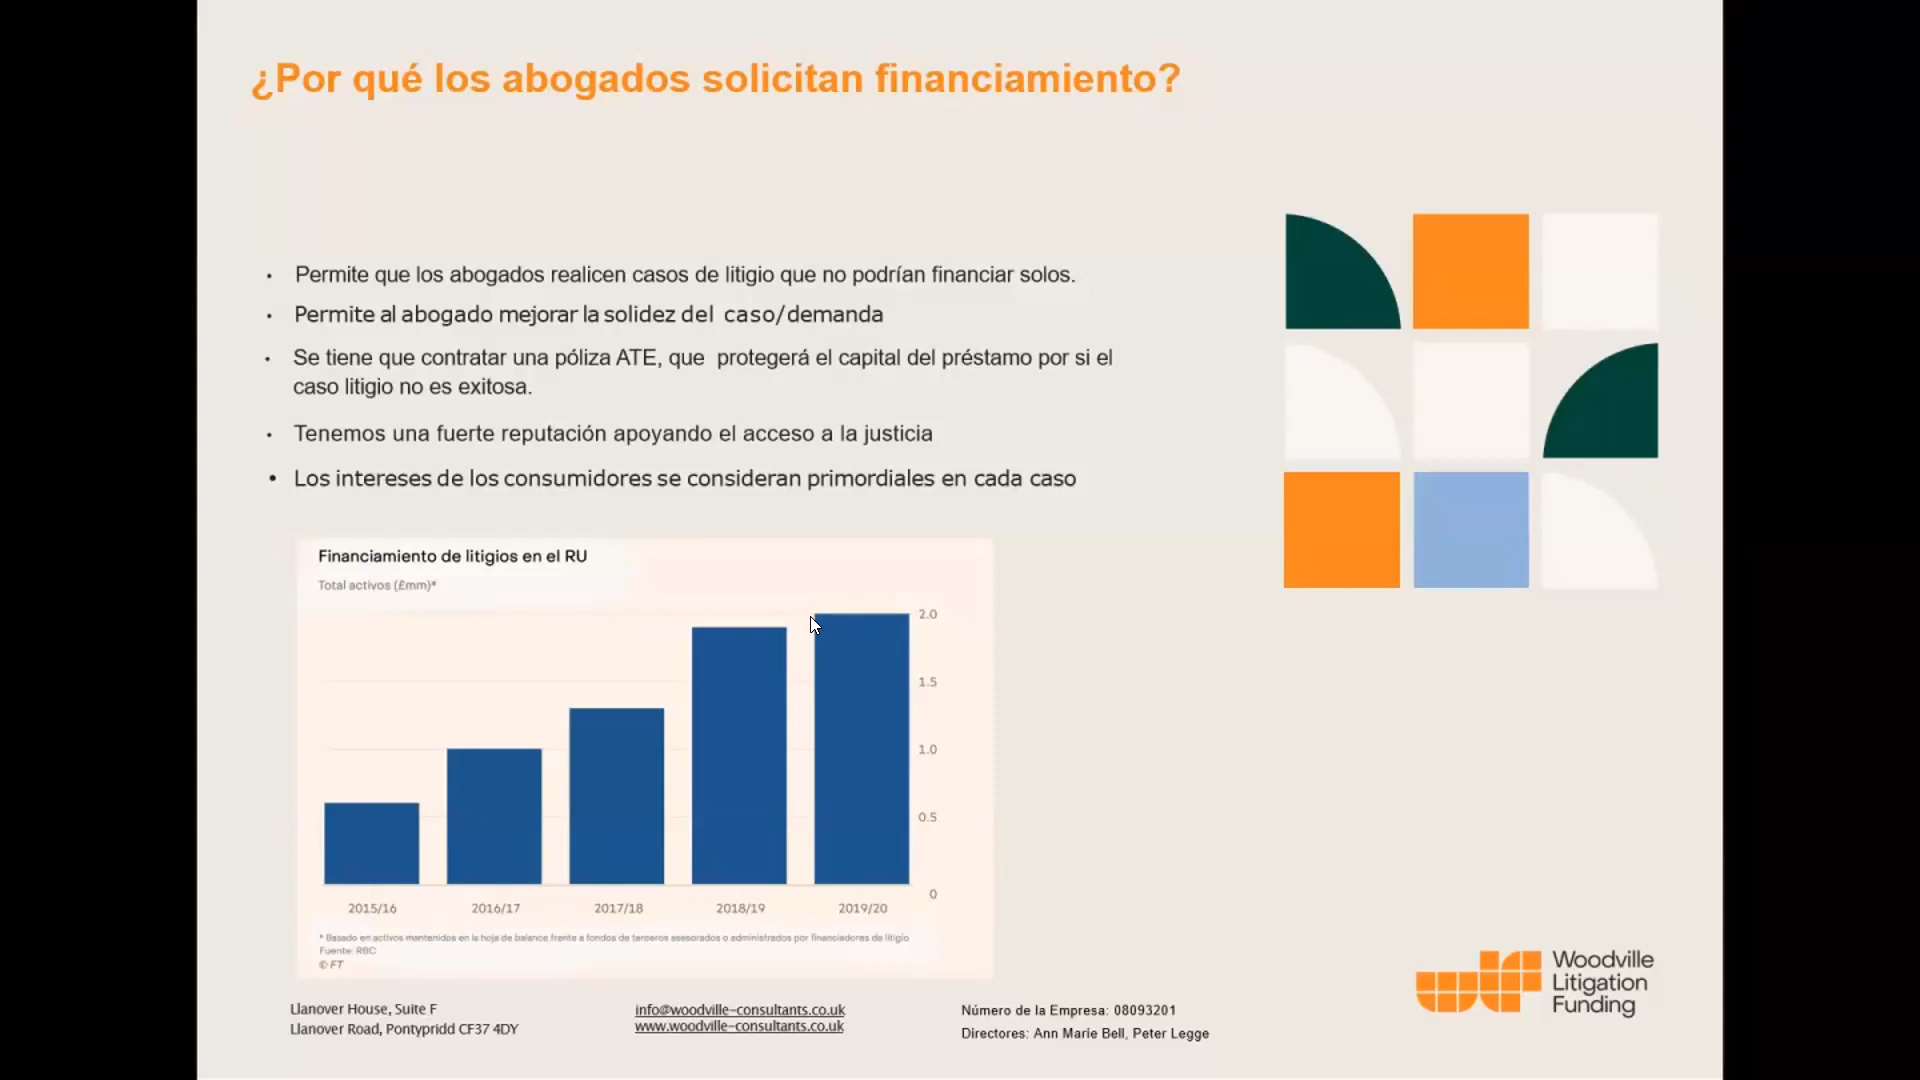 ¿Por qué los abogados solicitan financiamiento?
• Permite que los abogados realicen casos de litigio que no podrían financiar solos.
• Permite al abogado mejorar la solidez del caso/demanda
• Se tiene que contratar una póliza ATE, que protegerá el capital del préstamo por si el
caso litigio no es exitosa.
• Tenemos una fuerte reputación apoyando el acceso a la justicia
• Los intereses de los consumidores se consideran primordiales en cada caso
Financiamiento de litigios en el RU
Total activos (£mm)*
2.0
1.5
1.0
0.5
0
2015/16 2016/17 2017/18 2018/19 2019/20
* Basado en activos mantenidos en la hoja de balance frente a fondos de terceros asesorados o administrados por financiadores de litigio
Fuente: RBC
© FT
Llanover House, Suite F
Llanover Road, Pontypridd CF37 4DY
info@woodville-consultants.co.uk
www.woodville-consultants.co.uk
Número de la Empresa: 08093201
Directores: Ann Marie Bell, Peter Legge
Woodville
Litigation
Funding